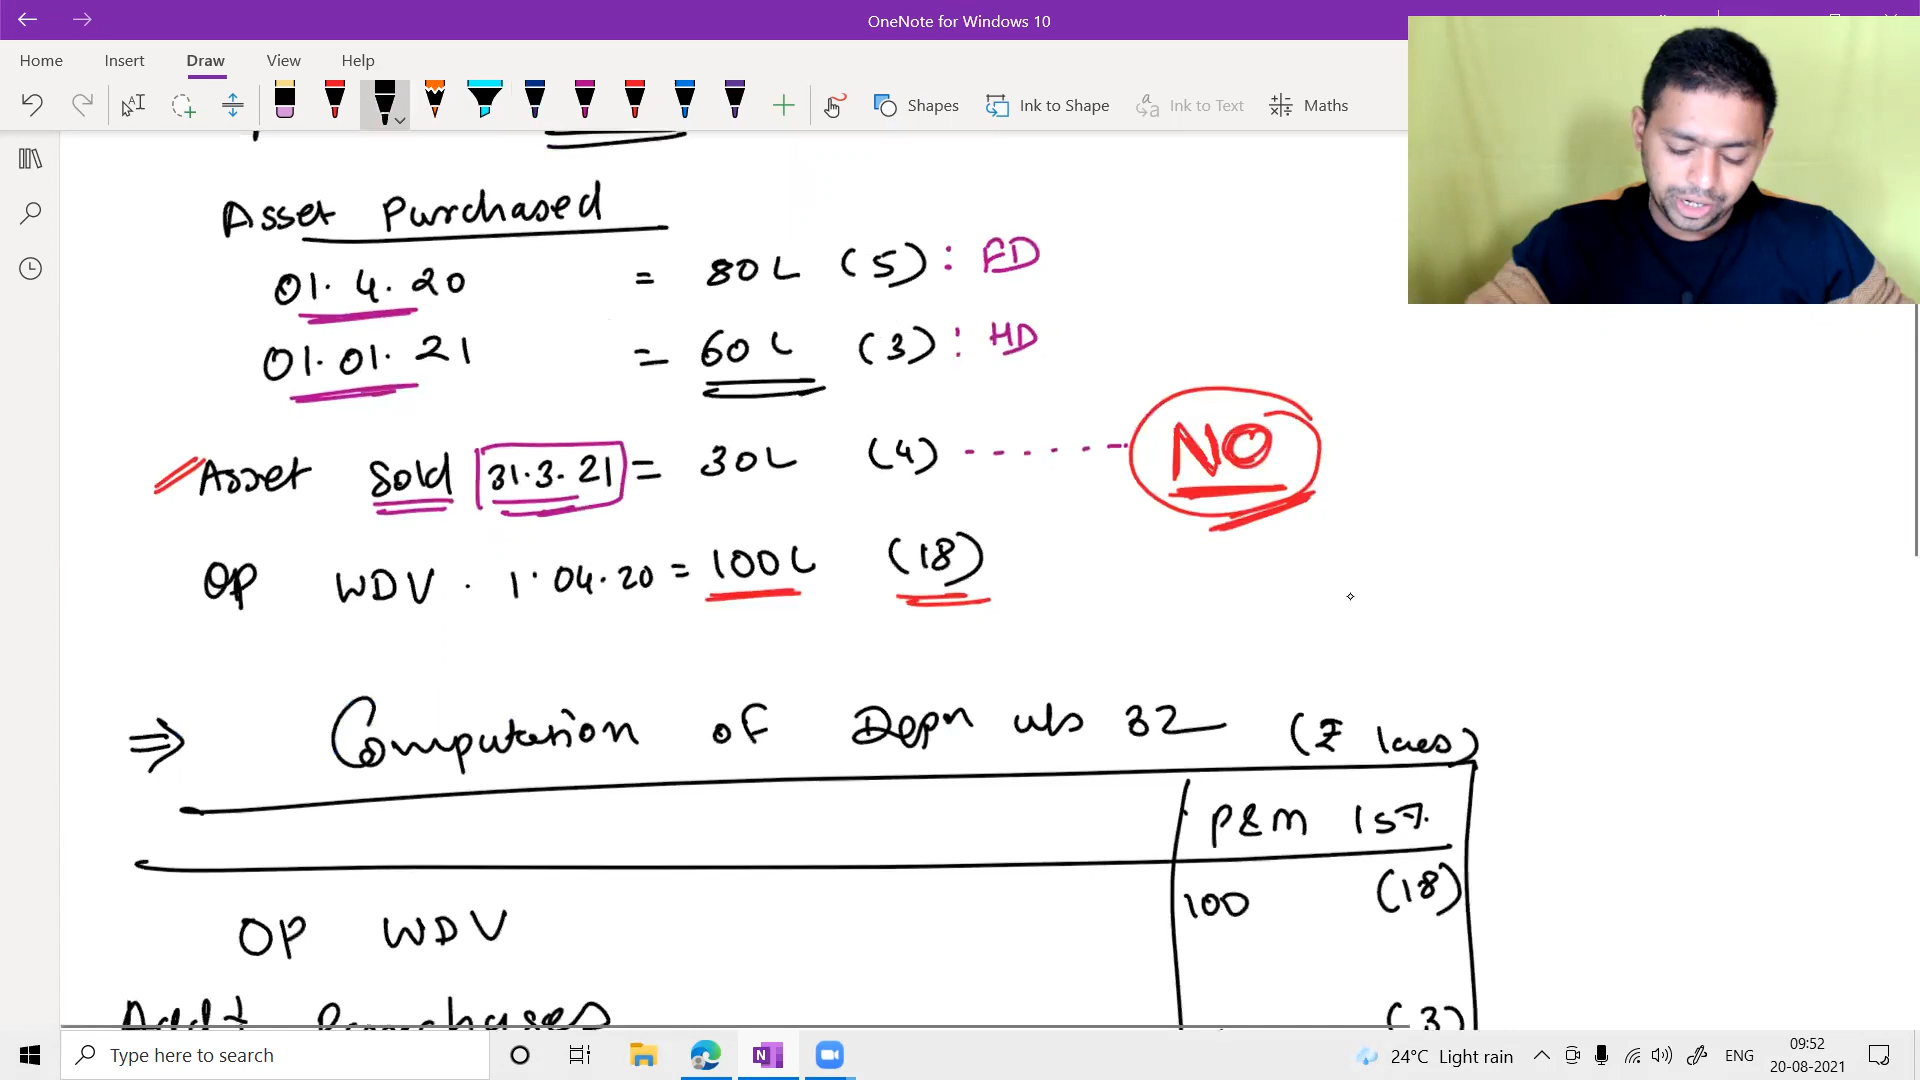 OneNote for Windows 10
Home Insert Draw View Help
Shapes Ink to Shape Ink to Text Maths
Asset Purchased
01.4.20 = 80L (5) : FD
01.01.21 = 60L (3) : HD
Asset Sold 31.3.21 = 30L (4) ------- NO
OP WDV . 1.04.20 = 100L (18)
⇒ Computation of Depn u/s 32 (₹ lacs)
P&M 15%
OP WDV 100 (18)
Add: Purchases (3)
Type here to search
24°C Light rain
ENG
09:52
20-08-2021